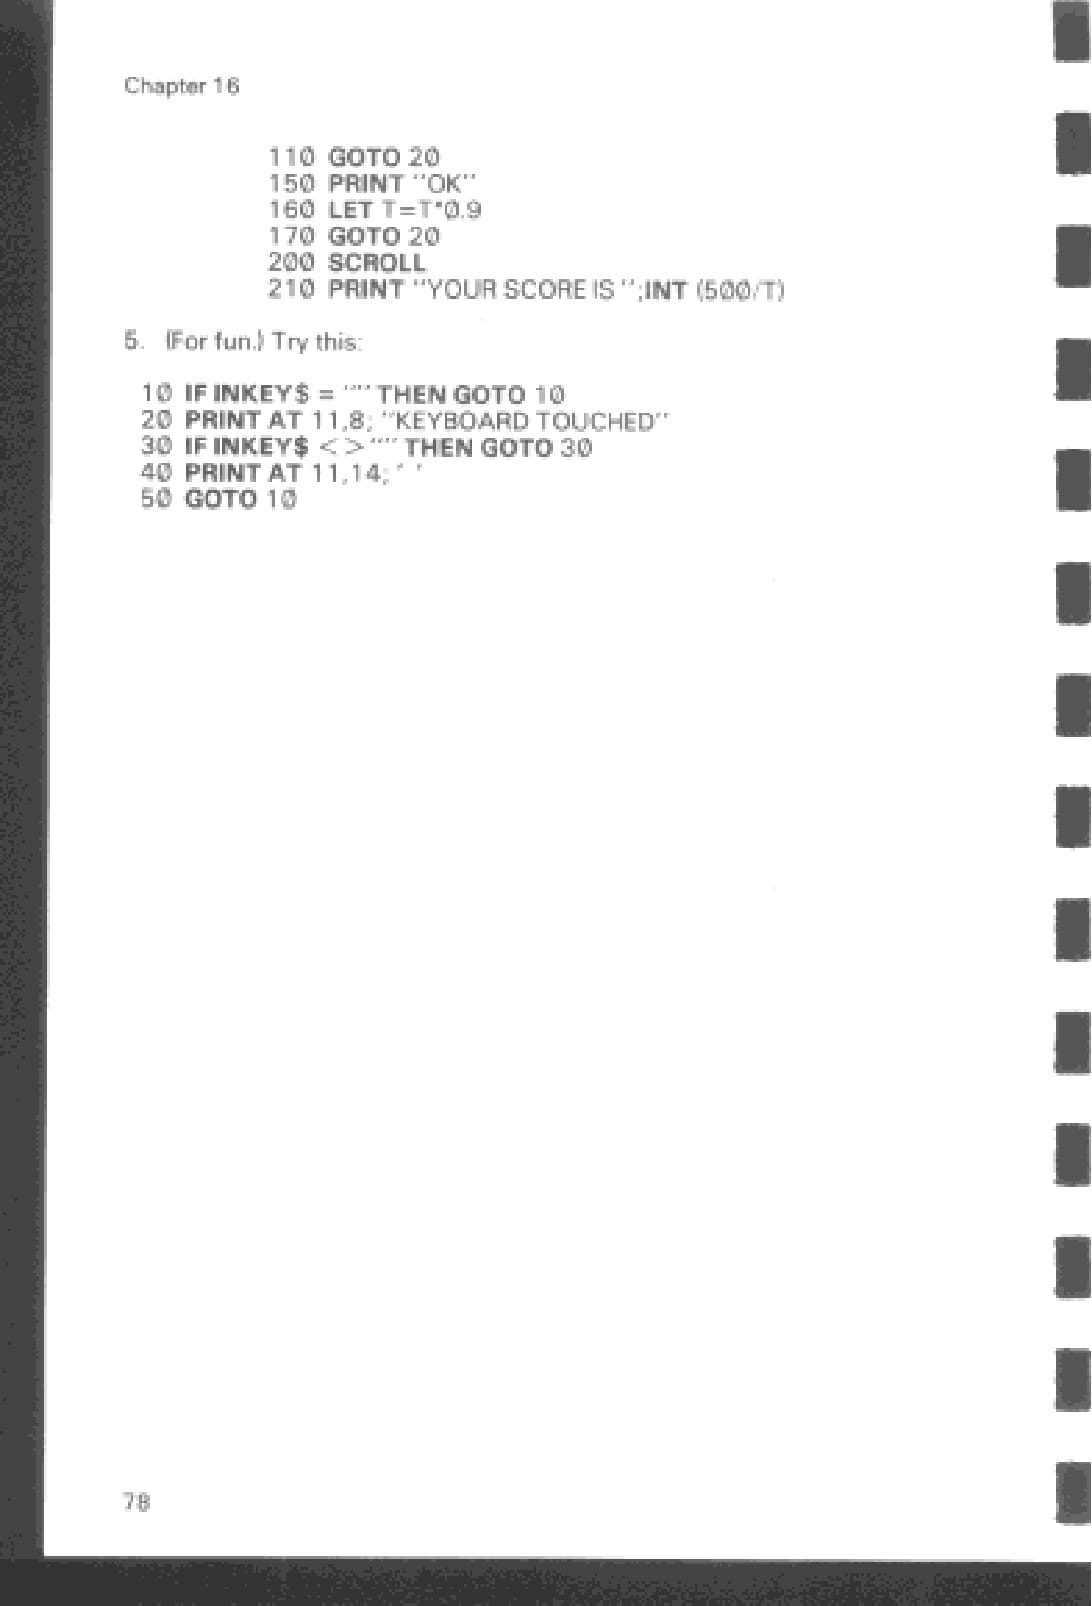 Chapter 16
110 GOTO 20
150 PRINT "OK"
160 LET T=T*0.9
170 GOTO 20
200 SCROLL
210 PRINT "YOUR SCORE IS ";INT (500/T)
5. (For fun.) Try this:
10 IF INKEY$ = "" THEN GOTO 10
20 PRINT AT 11,8; "KEYBOARD TOUCHED"
30 IF INKEY$ <> "" THEN GOTO 30
40 PRINT AT 11,14; ' '
50 GOTO 10
78